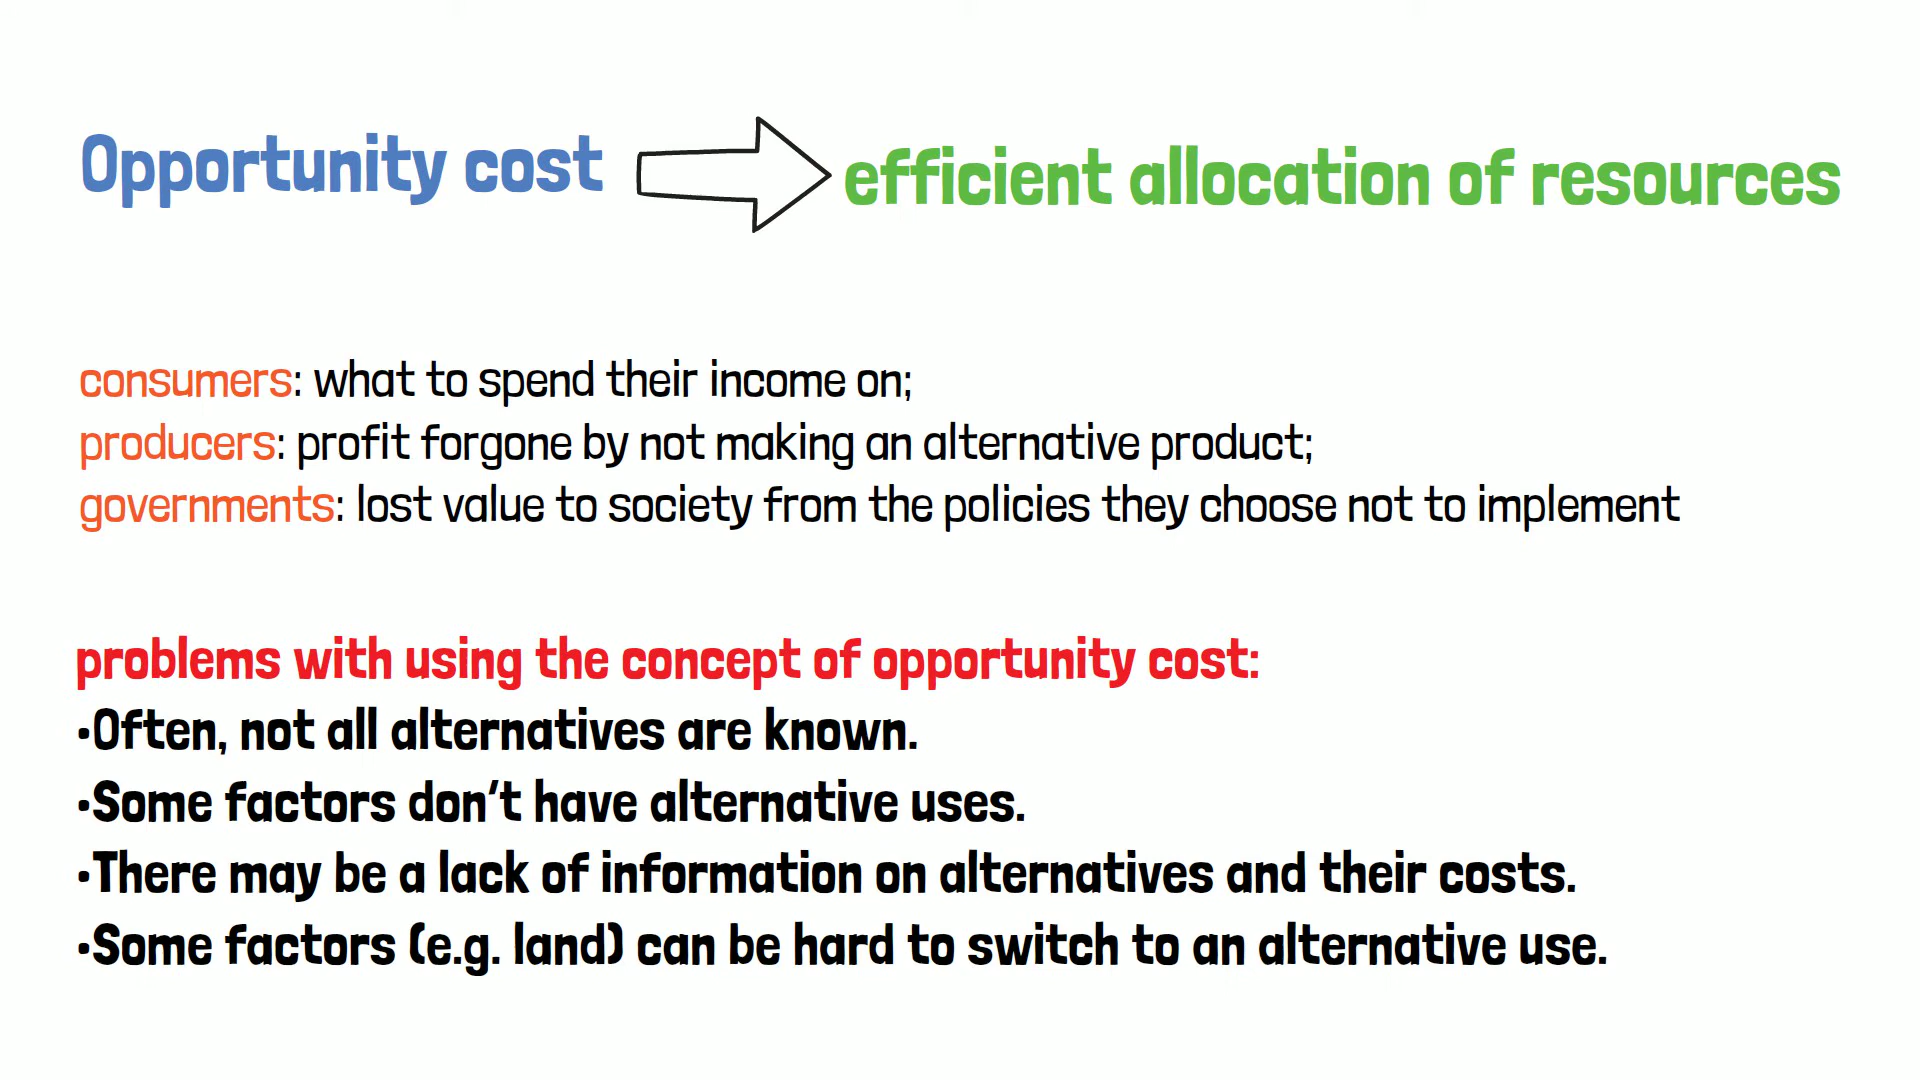 Opportunity cost efficient allocation of resources
consumers: what to spend their income on;
producers: profit forgone by not making an alternative product;
governments: lost value to society from the policies they choose not to implement
problems with using the concept of opportunity cost:
•Often, not all alternatives are known.
•Some factors don’t have alternative uses.
•There may be a lack of information on alternatives and their costs.
•Some factors (e.g. land) can be hard to switch to an alternative use.